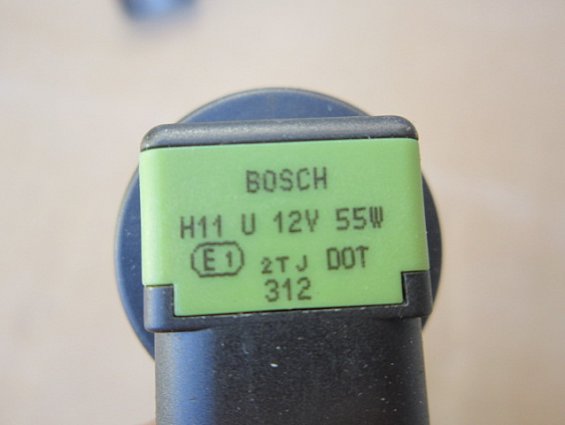 BOSCH
H11 U 12V 55W
E1 2TJ DOT
312